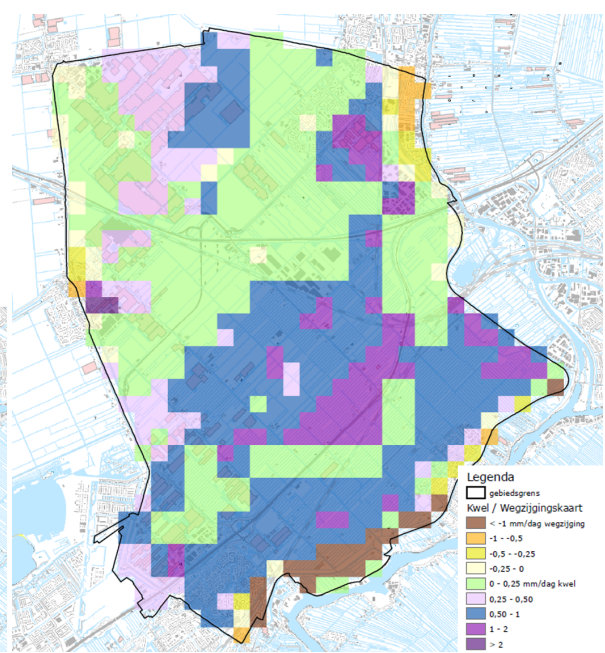 Legenda
gebiedsgrens
Kwel / Wegzijgingskaart
< -1 mm/dag wegzijging
-1 - -0,5
-0,5 - -0,25
-0,25 - 0
0 - 0,25 mm/dag kwel
0,25 - 0,50
0,50 - 1
1 - 2
> 2